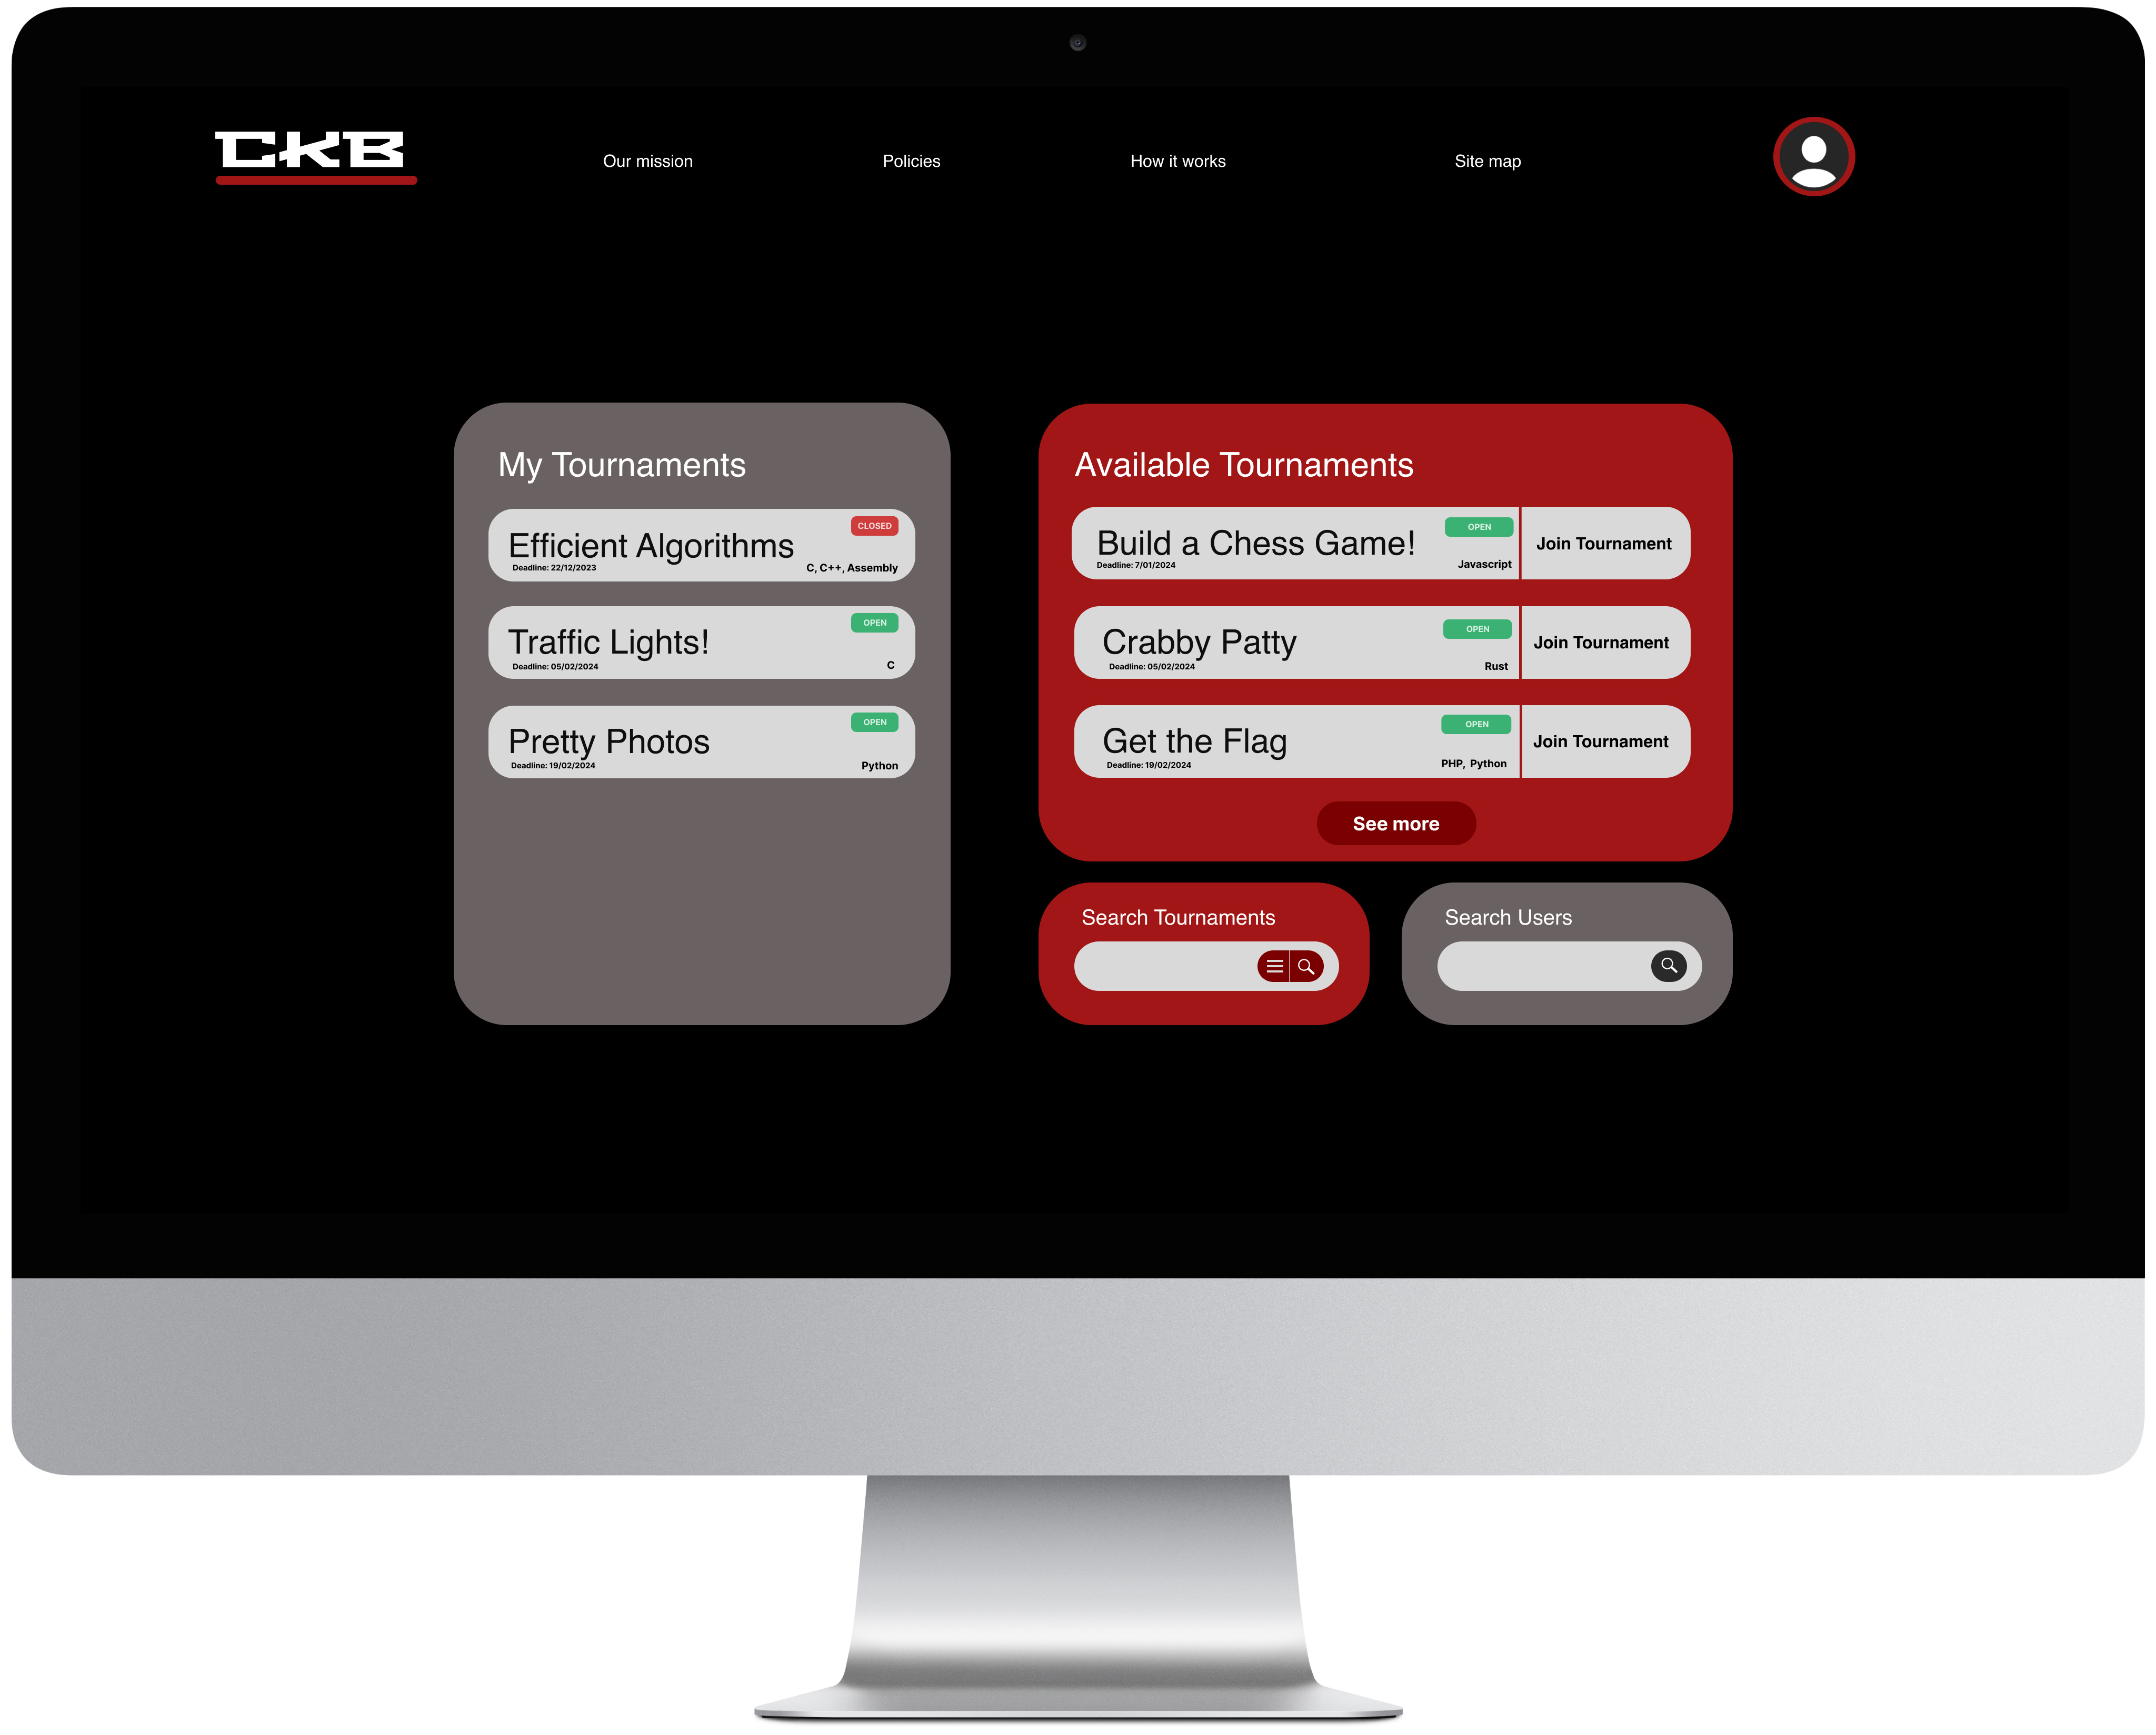 CKB
Our mission
Policies
How it works
Site map
My Tournaments
Efficient Algorithms
CLOSED
Deadline: 22/12/2023
C, C++, Assembly
Traffic Lights!
OPEN
Deadline: 05/02/2024
C
Pretty Photos
OPEN
Deadline: 19/02/2024
Python
Available Tournaments
Build a Chess Game!
OPEN
Deadline: 7/01/2024
Javascript
Join Tournament
Crabby Patty
OPEN
Deadline: 05/02/2024
Rust
Join Tournament
Get the Flag
OPEN
Deadline: 19/02/2024
PHP, Python
Join Tournament
See more
Search Tournaments
Search Users